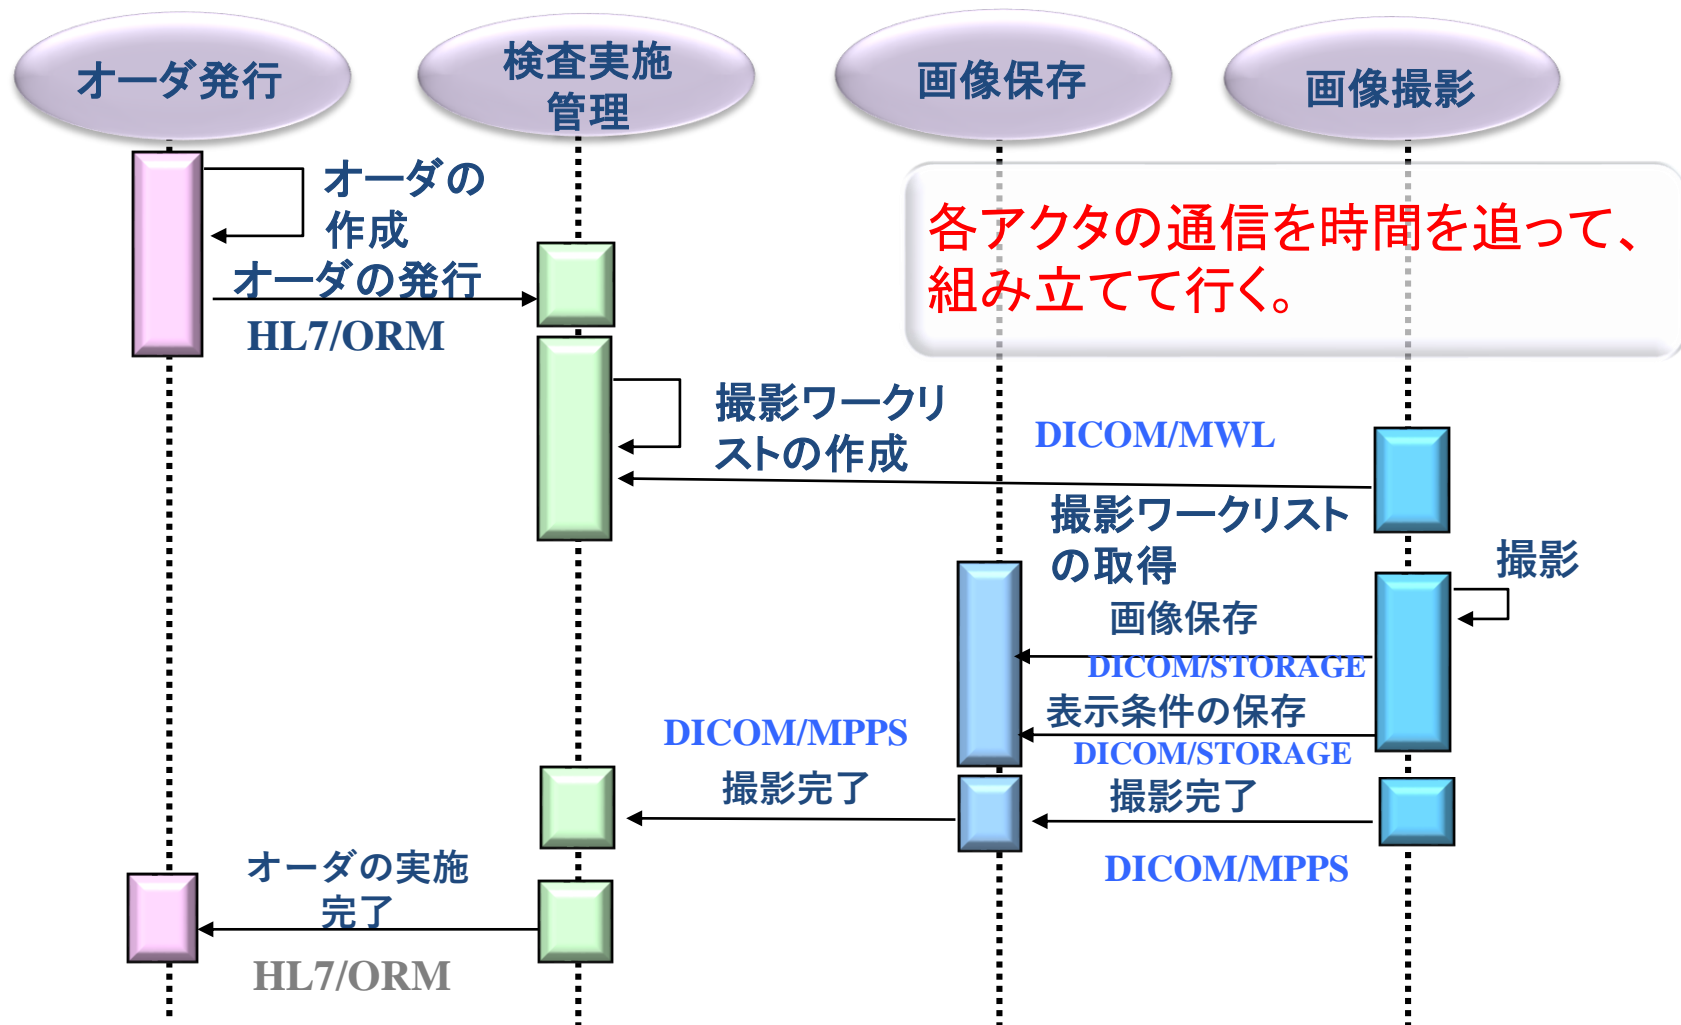 オーダ発行
検査実施
管理
画像保存
画像撮影
オーダの
作成
オーダの発行
HL7/ORM
各アクタの通信を時間を追って、
組み立てて行く。
撮影ワークリ
ストの作成
DICOM/MWL
撮影ワークリスト
の取得
撮影
画像保存
DICOM/STORAGE
表示条件の保存
DICOM/STORAGE
DICOM/MPPS
撮影完了
撮影完了
DICOM/MPPS
オーダの実施
完了
HL7/ORM